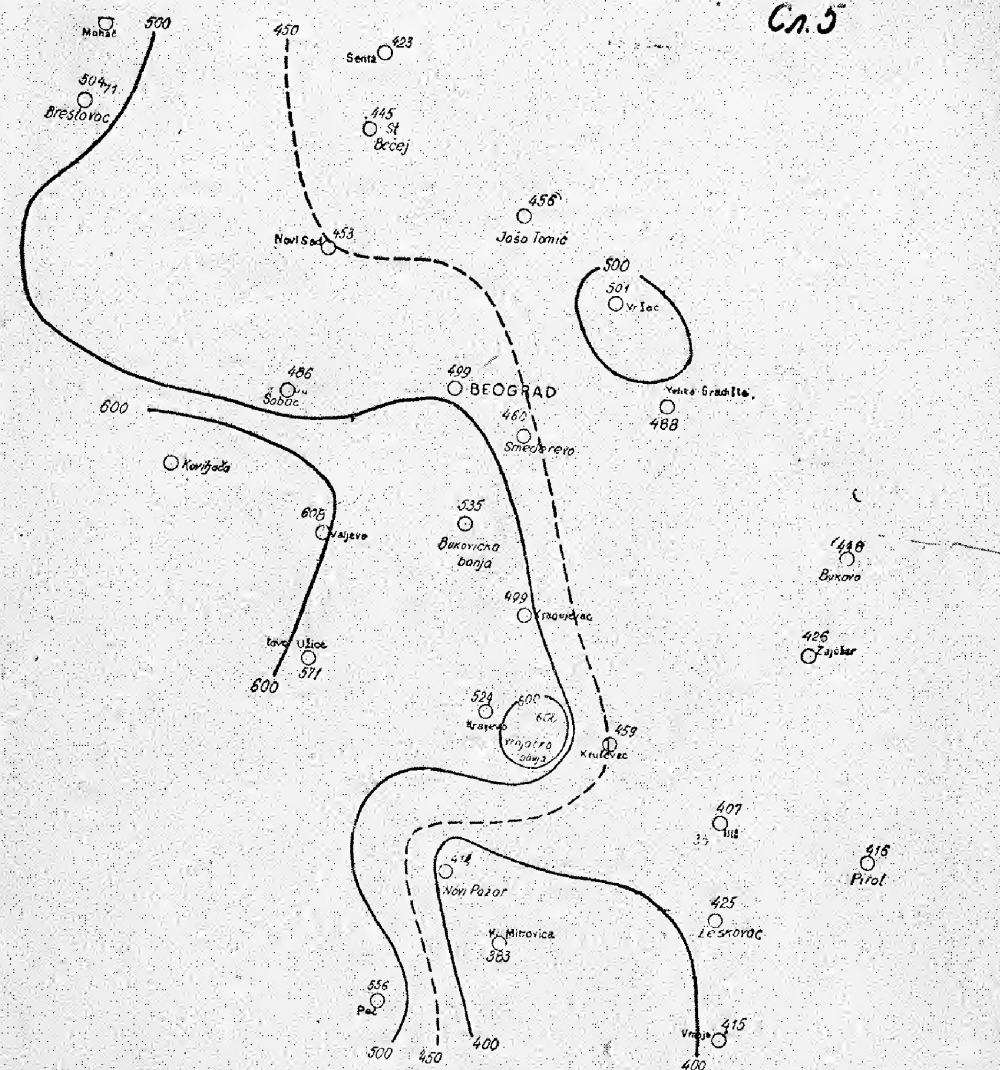 Сл.5
Mohač
500
450
423
Senta
504
Brestovac
445
St
Bečej
456
Jaša Tomić
453
Novi Sad
500
501
Vršac
486
Šabac
499
BEOGRAD
Velika Gradište
488
600
460
Smederevo
Koviljača
608
Valjevo
535
Bukovička
banja
499
Kragujevac
Bukovo
426
Zaječar
Užice
571
600
524
Kraljevo
600
Vrnjačka
banja
459
Kruševac
407
Niš
416
Pirot
414
Novi Pazar
425
Leskovac
K. Mitrovica
383
556
Peć
500
450
400
415
Vranje
400